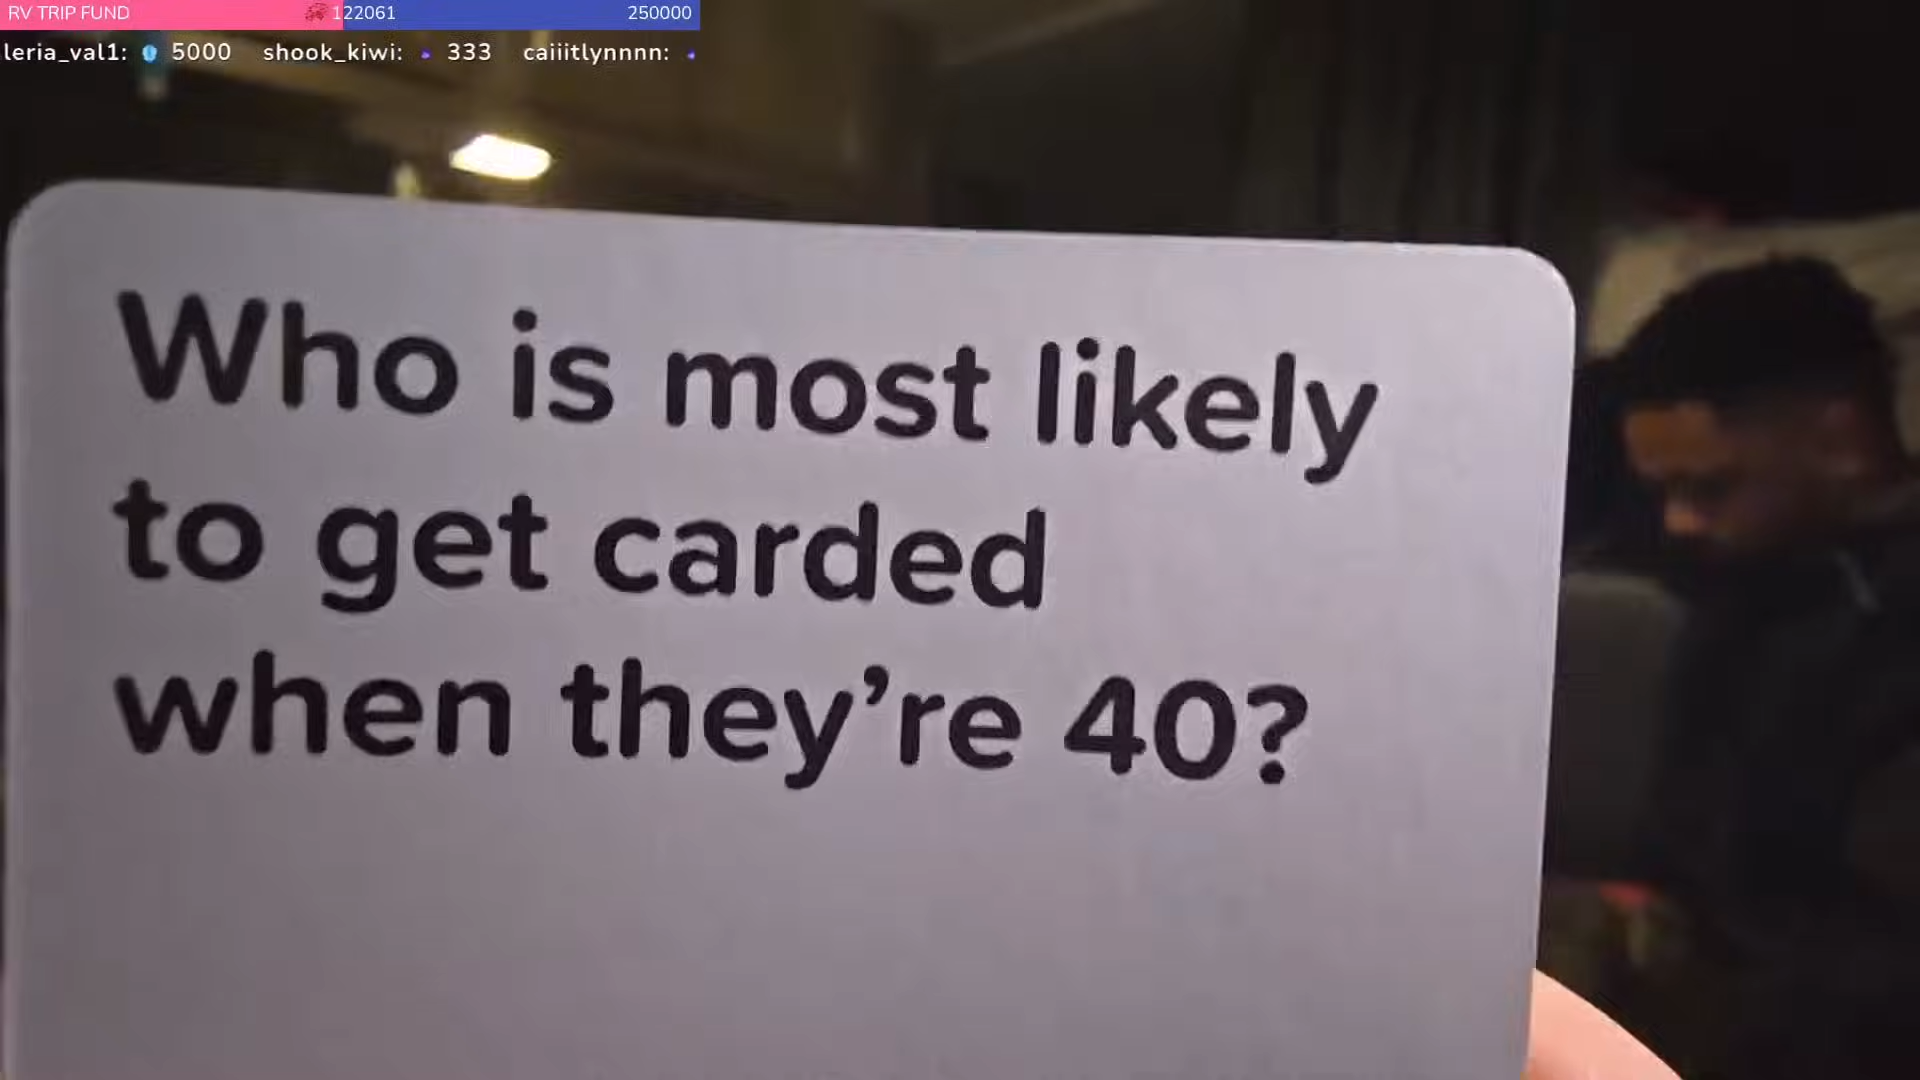 RV TRIP FUND 122061 250000
leria_val1: 5000 shook_kiwi: 333 caiiitlynnnn:
Who is most likely
to get carded
when they're 40?